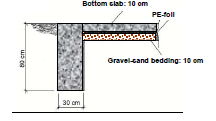 Bottom slab: 10 cm
PE-foil
Gravel-sand bedding: 10 cm
80 cm
30 cm